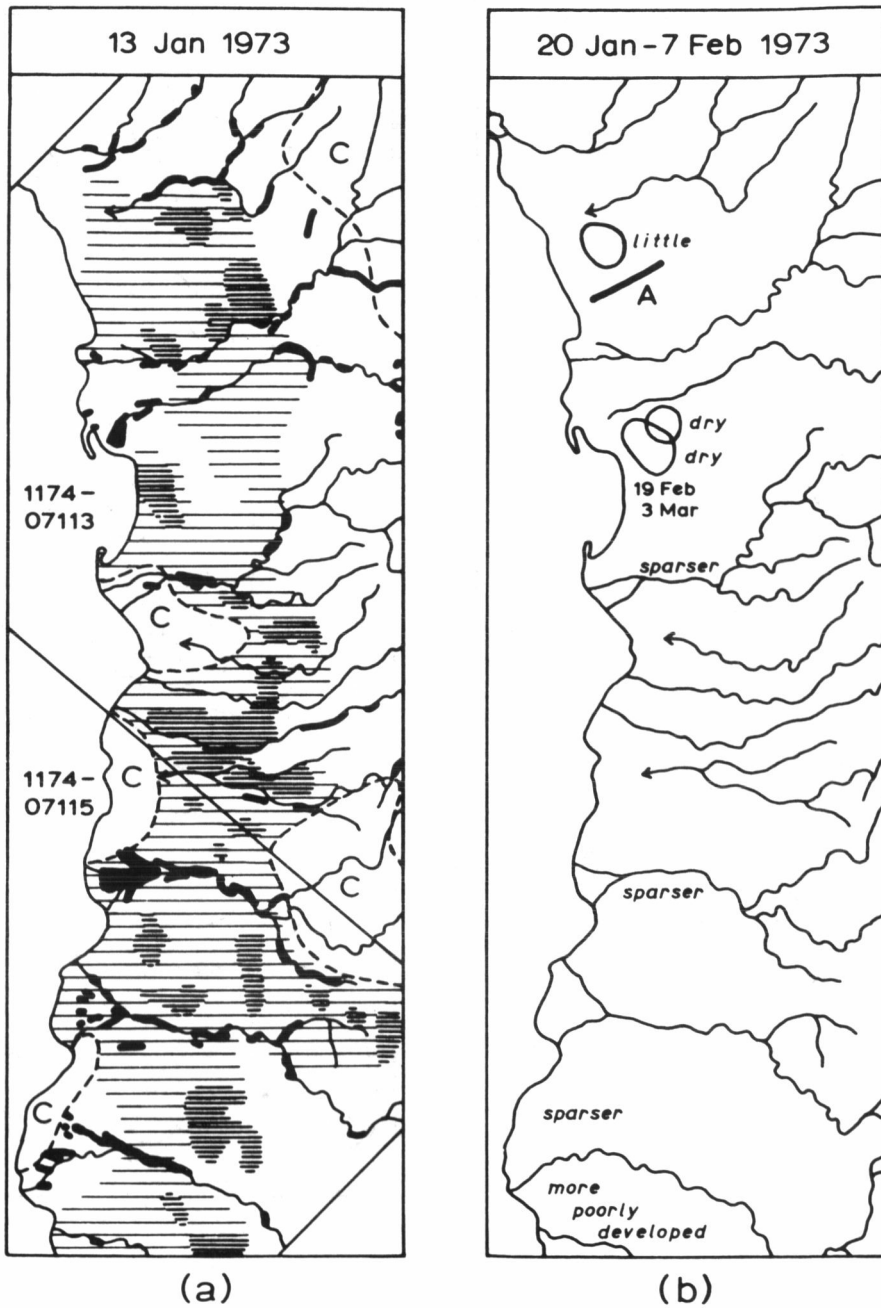 13 Jan 1973
C
1174-
07113
C
1174-
07115
C
C
C
(a)
20 Jan-7 Feb 1973
little
A
dry
dry
19 Feb
3 Mar
sparser
sparser
sparser
more
poorly
developed
(b)